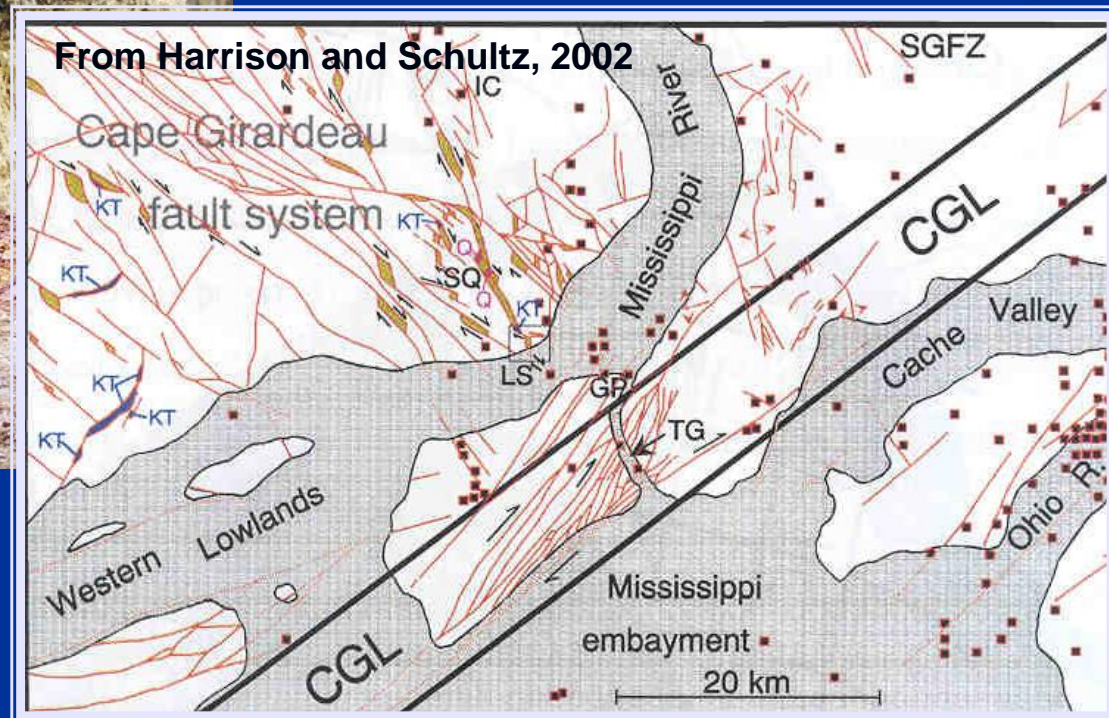 From Harrison and Schultz, 2002
SGFZ
IC
River
Cape Girardeau
fault system
KT
KT
Q
SQ
Q
KT
KT
Mississippi
CGL
Valley
Cache
LS
GP
TG
KT
KT
KT
Ohio R.
Western Lowlands
Mississippi
embayment
CGL
20 km